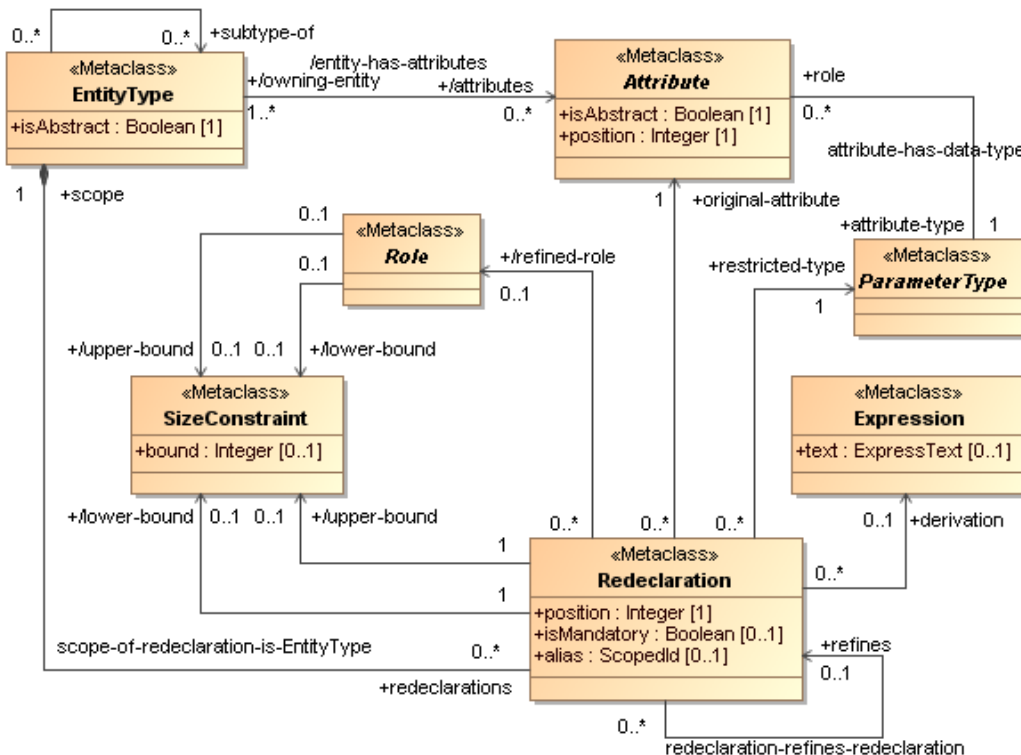 0..*
0..*
+subtype-of
«Metaclass»
EntityType
+isAbstract : Boolean [1]
/entity-has-attributes
+/owning-entity
+/attributes
1..*
0..*
«Metaclass»
Attribute
+isAbstract : Boolean [1]
+position : Integer [1]
+role
0..*
attribute-has-data-type
1
+scope
1
+original-attribute
+attribute-type
1
0..1
0..1
«Metaclass»
Role
+/refined-role
0..1
+restricted-type
1
«Metaclass»
ParameterType
+/upper-bound
0..1
0..1
+/lower-bound
«Metaclass»
SizeConstraint
+bound : Integer [0..1]
«Metaclass»
Expression
+text : ExpressText [0..1]
+/lower-bound
0..1
0..1
+/upper-bound
0..1
+derivation
0..*
0..*
0..*
1
1
«Metaclass»
Redeclaration
+position : Integer [1]
+isMandatory : Boolean [0..1]
+alias : ScopedId [0..1]
0..*
scope-of-redeclaration-is-EntityType
0..*
+redeclarations
+refines
0..1
0..*
redeclaration-refines-redeclaration